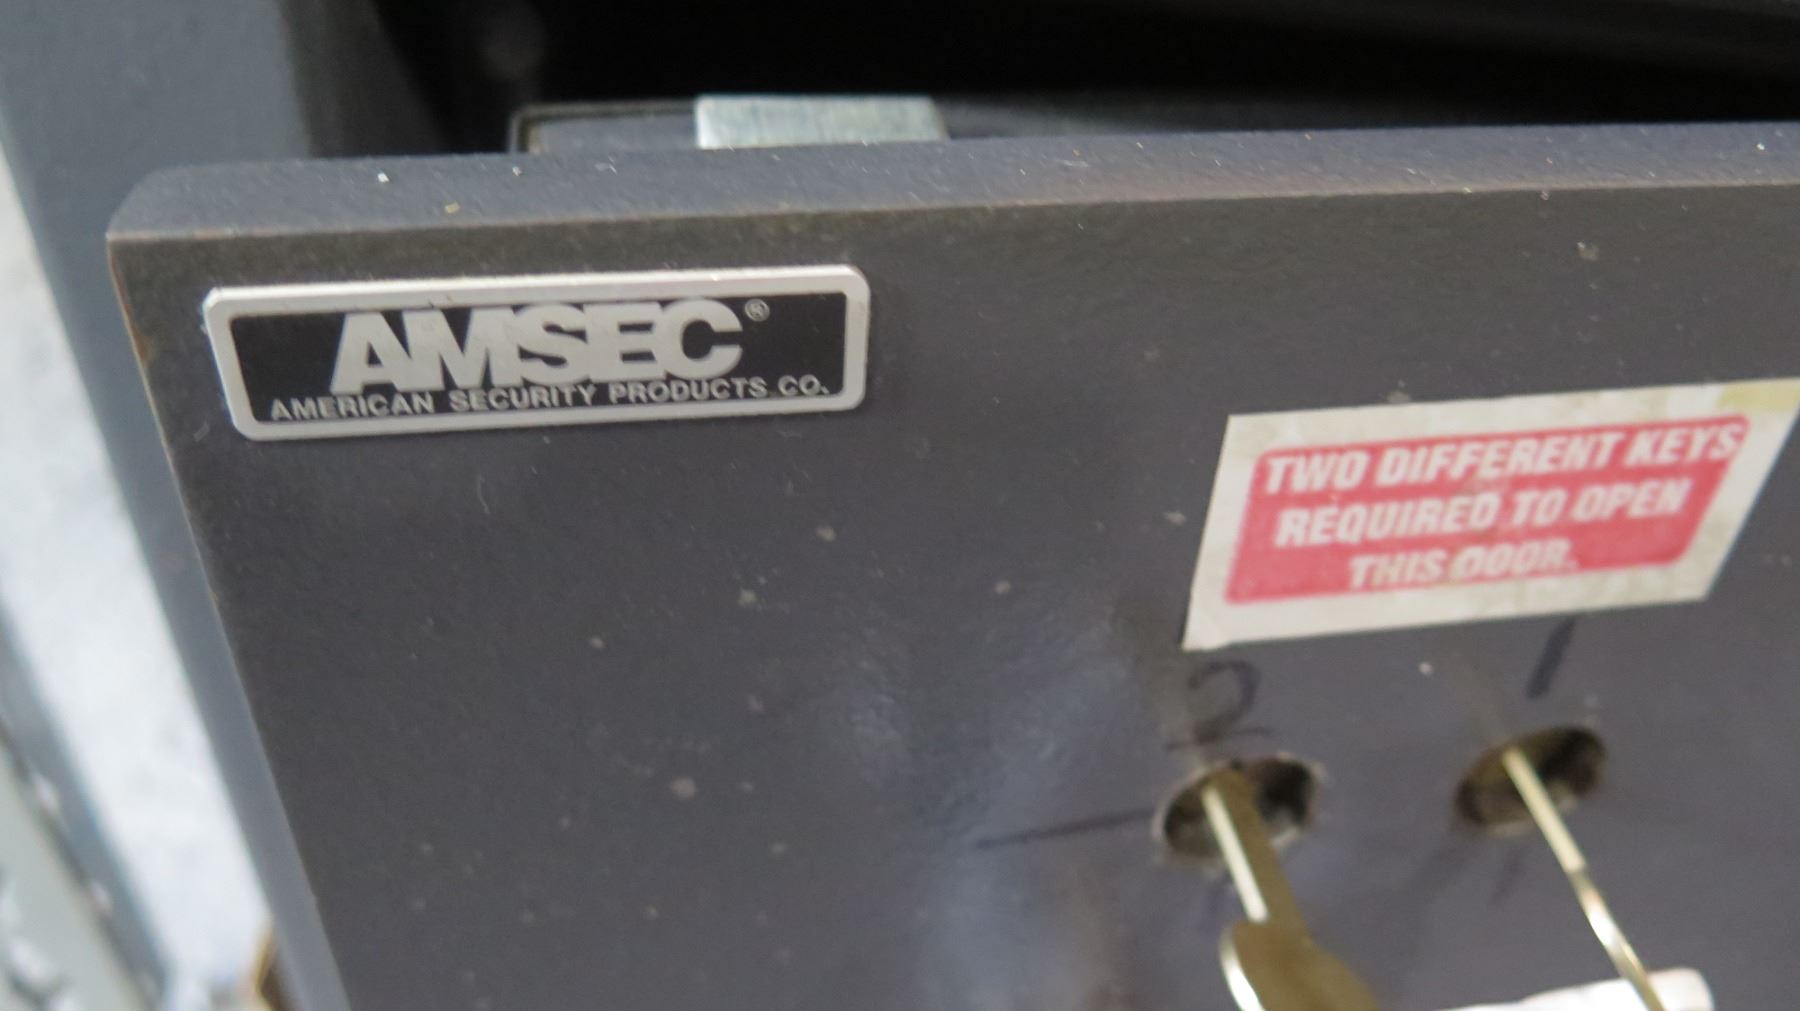 AMSEC®
AMERICAN SECURITY PRODUCTS CO.
TWO DIFFERENT KEYS
REQUIRED TO OPEN
THIS DOOR.
2 1